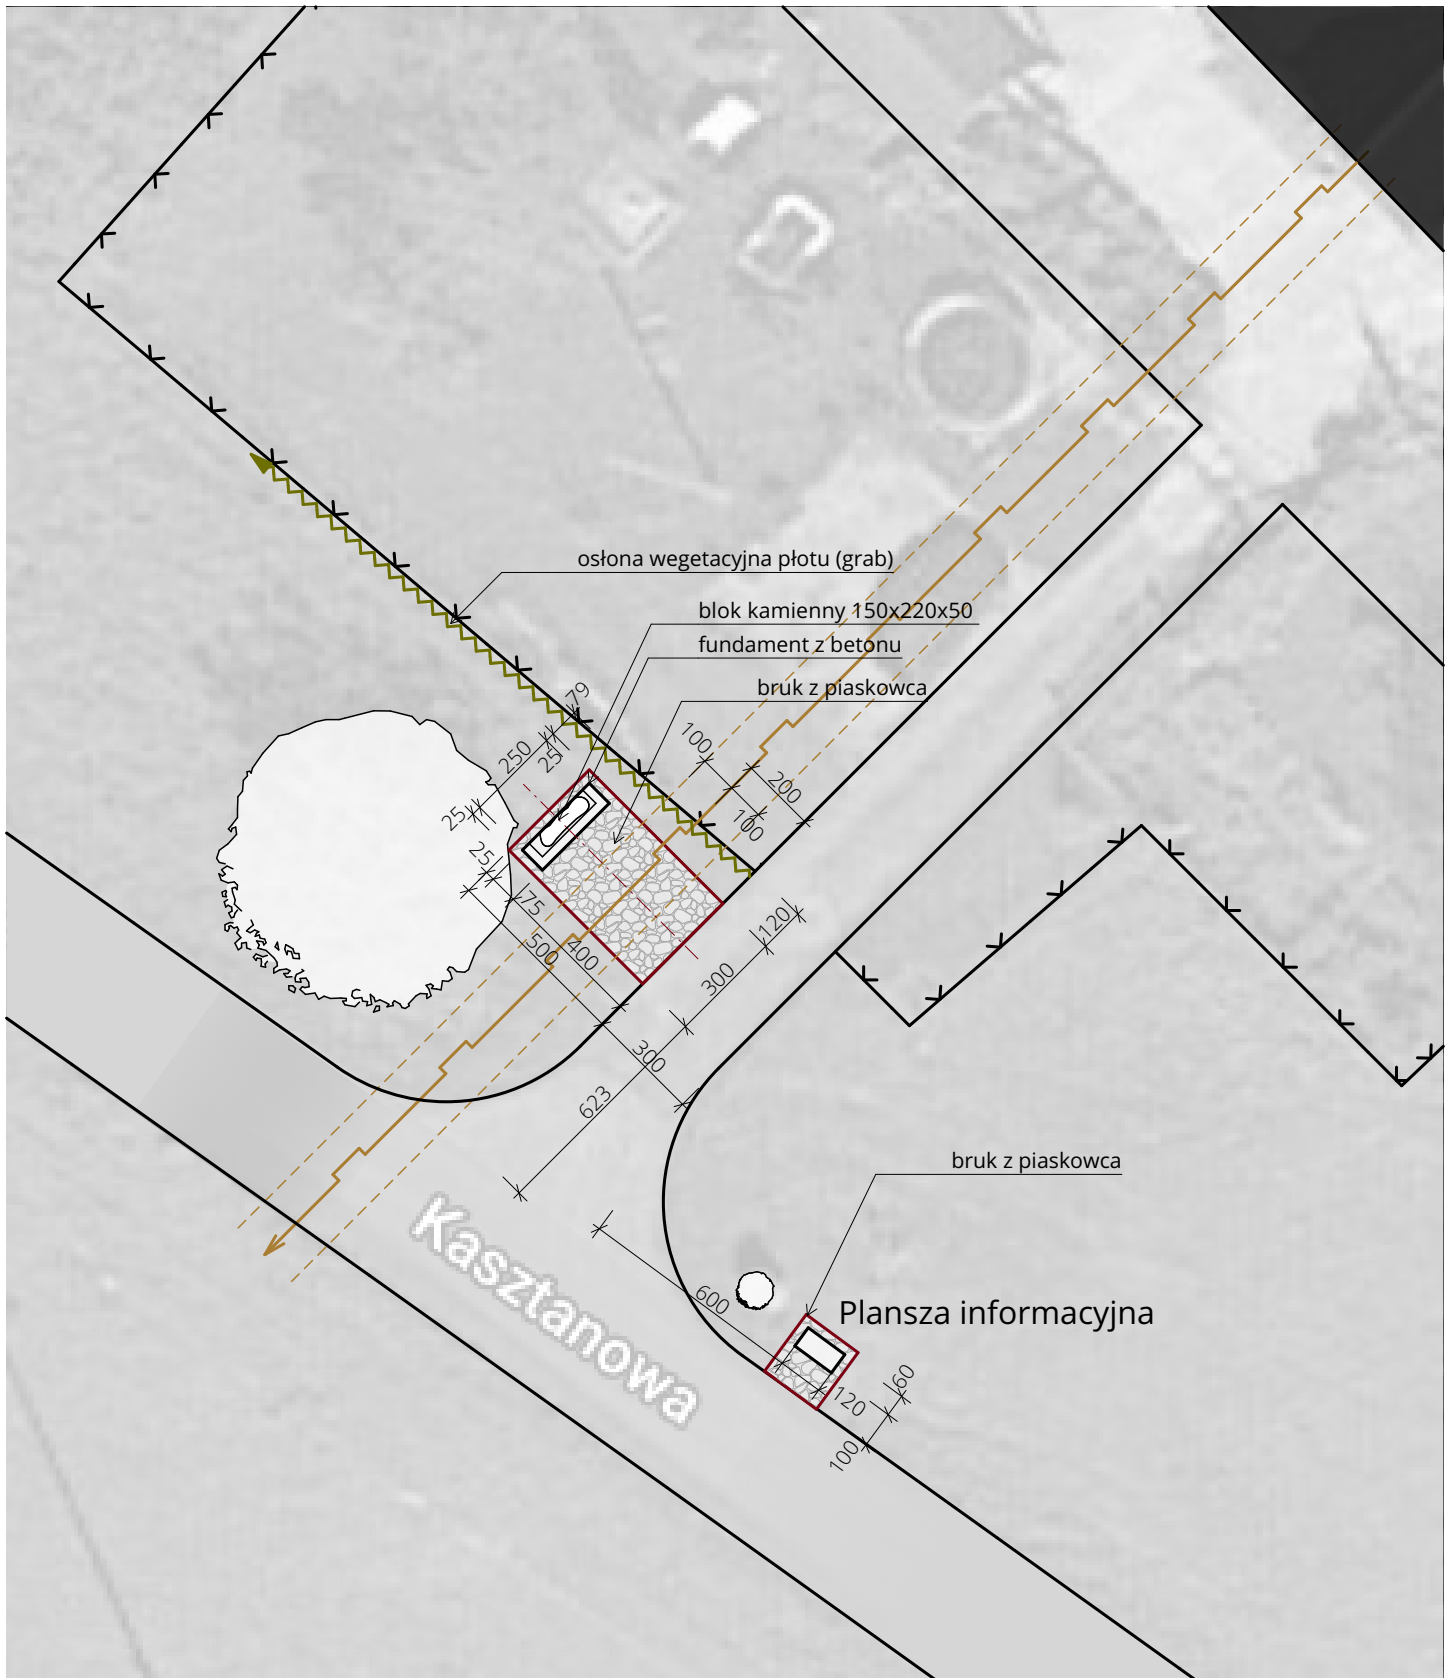 osłona wegetacyjna płotu (grab)
blok kamienny 150x220x50
fundament z betonu
bruk z piaskowca
79
250
25
25
25
75
100
200
100
500
400
120
300
300
623
bruk z piaskowca
Kasztanowa
600
Plansza informacyjna
60
120
100